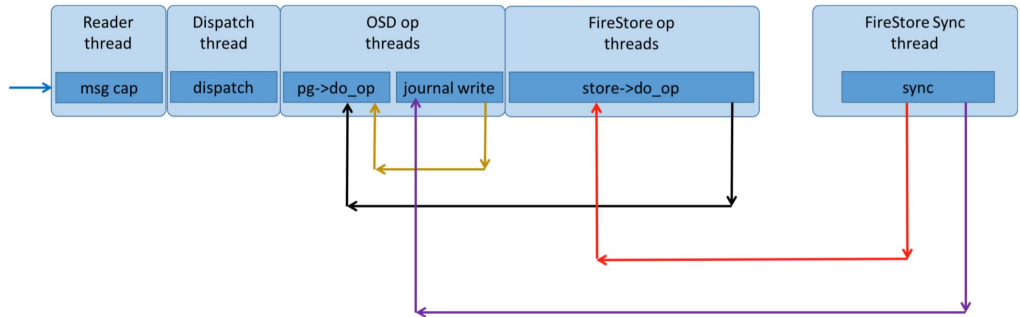 Reader
thread
Dispatch
thread
OSD op
threads
FireStore op
threads
FireStore Sync
thread
msg cap
dispatch
pg->do_op
journal write
store->do_op
sync